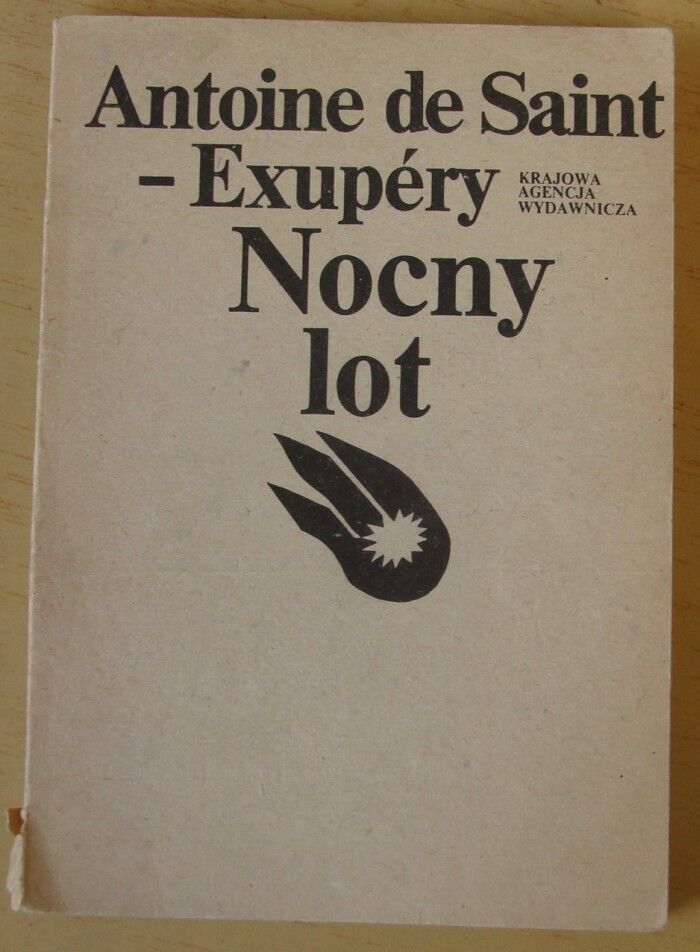 Antoine de Saint
- Exupéry
KRAJOWA
AGENCJA
WYDAWNICZA
Nocny
lot